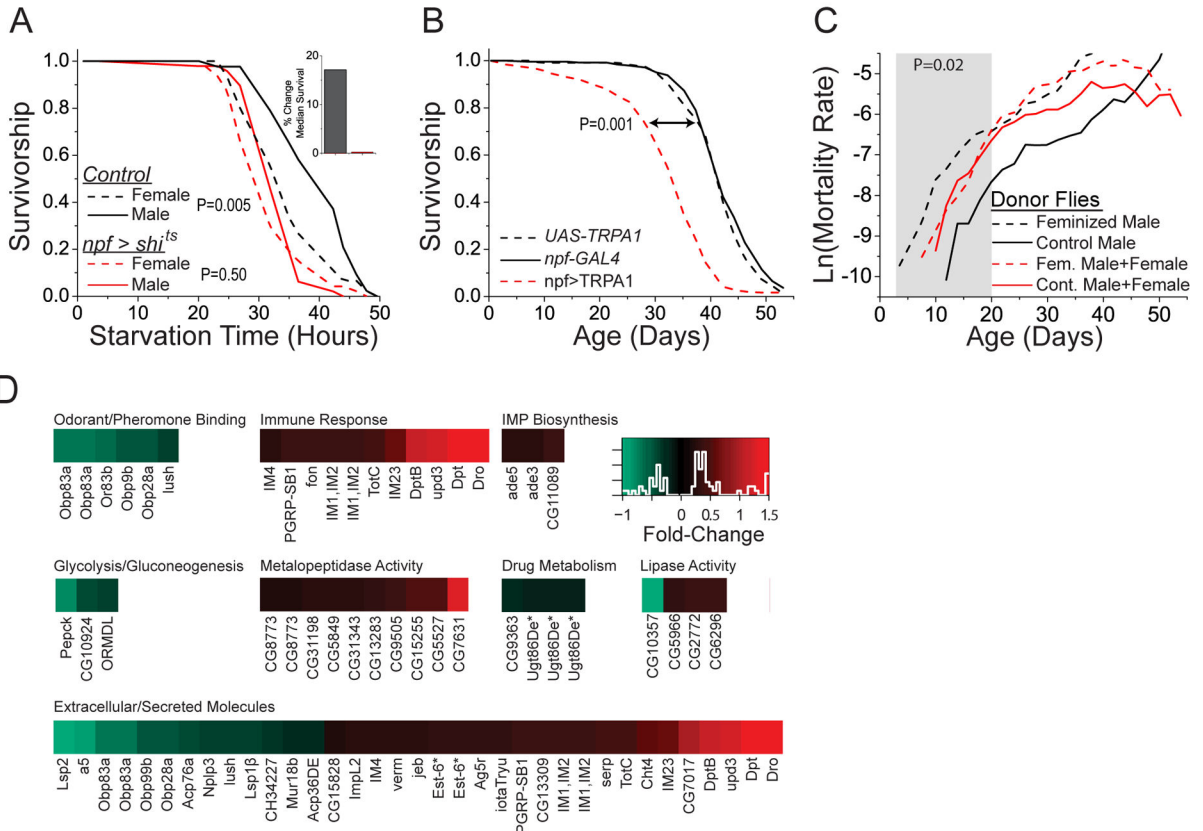 A
Survivorship
1.0
0.8
0.6
0.4
0.2
0.0
0 10 20 30 40 50
Starvation Time (Hours)
Control
Female
Male
P=0.005
npf > shi^ts
Female
Male
P=0.50
% Change
Median Survival
20
10
0
B
Survivorship
1.0
0.8
0.6
0.4
0.2
0.0
0 10 20 30 40 50
Age (Days)
P=0.001
UAS-TRPA1
npf-GAL4
npf>TRPA1
C
Ln(Mortality Rate)
-5
-6
-7
-8
-9
-10
0 10 20 30 40 50
Age (Days)
P=0.02
Donor Flies
Feminized Male
Control Male
Fem. Male+Female
Cont. Male+Female
D
Odorant/Pheromone Binding
Obp83a
Obp83a
Or83b
Obp9b
Obp28a
lush
Immune Response
IM4
PGRP-SB1
fon
IM1,IM2
IM1,IM2
TotC
IM23
DptB
upd3
Dpt
Dro
IMP Biosynthesis
ade5
ade3
CG11089
-1 0 0.5 1 1.5
Fold-Change
Glycolysis/Gluconeogenesis
Pepck
CG10924
ORMDL
Metalopeptidase Activity
CG8773
CG8773
CG31198
CG5849
CG31343
CG13283
CG9505
CG15255
CG5527
CG7631
Drug Metabolism
CG9363
Ugt86De*
Ugt86De*
Ugt86De*
Lipase Activity
CG10357
CG5966
CG2772
CG6296
Extracellular/Secreted Molecules
Lsp2
a5
Obp83a
Obp83a
Obp99b
Obp28a
Acp76a
Nplp3
lush
Lsp1β
CH34227
Mur18b
Acp36DE
CG15828
ImpL2
IM4
verm
jeb
Est-6*
Est-6*
Ag5r
iotaTryu
PGRP-SB1
CG13309
IM1,IM2
IM1,IM2
serp
TotC
Cht4
IM23
CG7017
DptB
upd3
Dpt
Dro